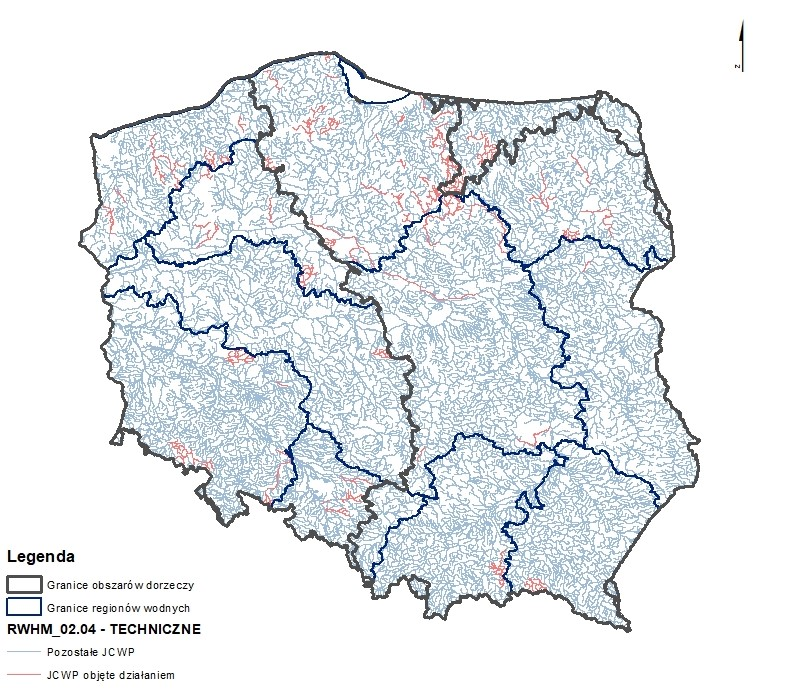 z
Legenda
Granice obszarów dorzeczy
Granice regionów wodnych
RWHM_02.04 - TECHNICZNE
Pozostałe JCWP
JCWP objęte działaniem